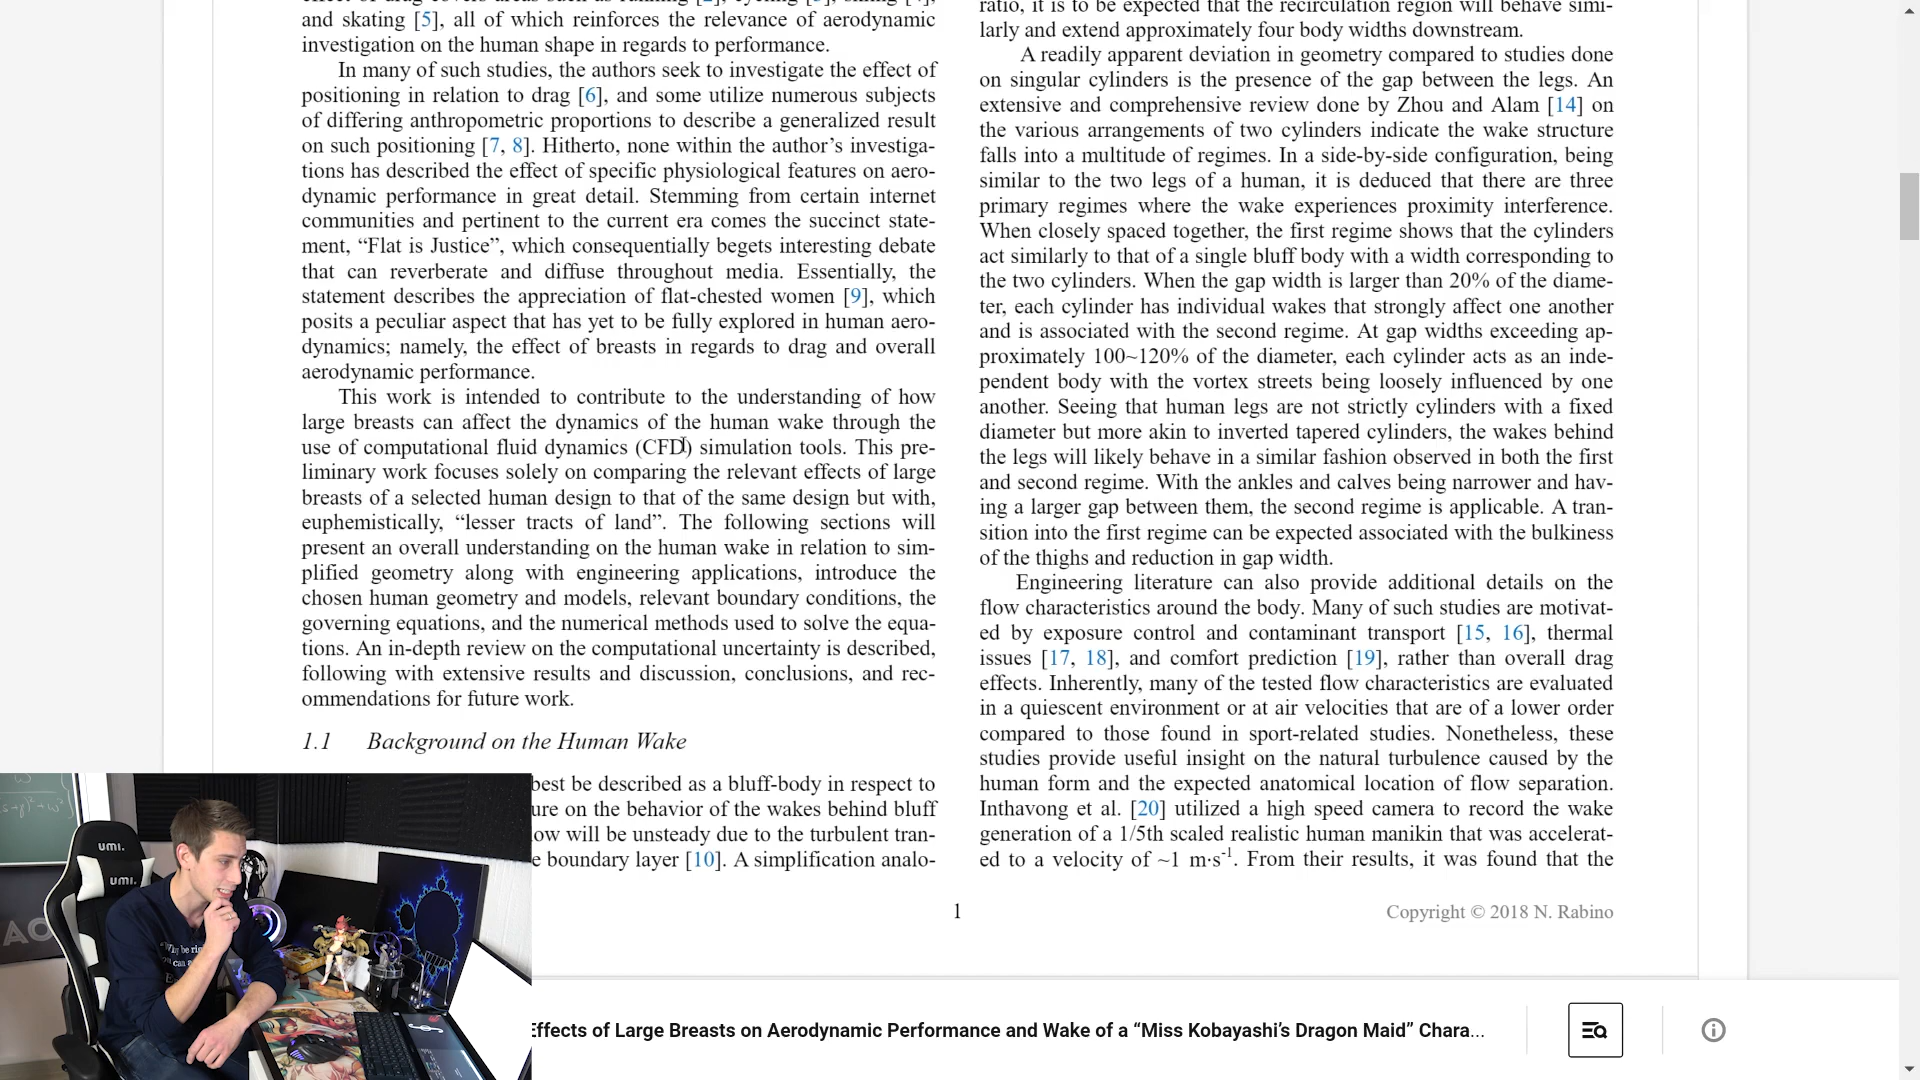 and skating [5], all of which reinforces the relevance of aerodynamic
investigation on the human shape in regards to performance.
In many of such studies, the authors seek to investigate the effect of
positioning in relation to drag [6], and some utilize numerous subjects
of differing anthropometric proportions to describe a generalized result
on such positioning [7, 8]. Hitherto, none within the author’s investiga-
tions has described the effect of specific physiological features on aero-
dynamic performance in great detail. Stemming from certain internet
communities and pertinent to the current era comes the succinct state-
ment, “Flat is Justice”, which consequentially begets interesting debate
that can reverberate and diffuse throughout media. Essentially, the
statement describes the appreciation of flat-chested women [9], which
posits a peculiar aspect that has yet to be fully explored in human aero-
dynamics; namely, the effect of breasts in regards to drag and overall
aerodynamic performance.
This work is intended to contribute to the understanding of how
large breasts can affect the dynamics of the human wake through the
use of computational fluid dynamics (CFD) simulation tools. This pre-
liminary work focuses solely on comparing the relevant effects of large
breasts of a selected human design to that of the same design but with,
euphemistically, “lesser tracts of land”. The following sections will
present an overall understanding on the human wake in relation to sim-
plified geometry along with engineering applications, introduce the
chosen human geometry and models, relevant boundary conditions, the
governing equations, and the numerical methods used to solve the equa-
tions. An in-depth review on the computational uncertainty is described,
following with extensive results and discussion, conclusions, and rec-
ommendations for future work.
1.1 Background on the Human Wake
best be described as a bluff-body in respect to
ure on the behavior of the wakes behind bluff
ow will be unsteady due to the turbulent tran-
e boundary layer [10]. A simplification analo-
ratio, it is to be expected that the recirculation region will behave simi-
larly and extend approximately four body widths downstream.
A readily apparent deviation in geometry compared to studies done
on singular cylinders is the presence of the gap between the legs. An
extensive and comprehensive review done by Zhou and Alam [14] on
the various arrangements of two cylinders indicate the wake structure
falls into a multitude of regimes. In a side-by-side configuration, being
similar to the two legs of a human, it is deduced that there are three
primary regimes where the wake experiences proximity interference.
When closely spaced together, the first regime shows that the cylinders
act similarly to that of a single bluff body with a width corresponding to
the two cylinders. When the gap width is larger than 20% of the diame-
ter, each cylinder has individual wakes that strongly affect one another
and is associated with the second regime. At gap widths exceeding ap-
proximately 100~120% of the diameter, each cylinder acts as an inde-
pendent body with the vortex streets being loosely influenced by one
another. Seeing that human legs are not strictly cylinders with a fixed
diameter but more akin to inverted tapered cylinders, the wakes behind
the legs will likely behave in a similar fashion observed in both the first
and second regime. With the ankles and calves being narrower and hav-
ing a larger gap between them, the second regime is applicable. A tran-
sition into the first regime can be expected associated with the bulkiness
of the thighs and reduction in gap width.
Engineering literature can also provide additional details on the
flow characteristics around the body. Many of such studies are motivat-
ed by exposure control and contaminant transport [15, 16], thermal
issues [17, 18], and comfort prediction [19], rather than overall drag
effects. Inherently, many of the tested flow characteristics are evaluated
in a quiescent environment or at air velocities that are of a lower order
compared to those found in sport-related studies. Nonetheless, these
studies provide useful insight on the natural turbulence caused by the
human form and the expected anatomical location of flow separation.
Inthavong et al. [20] utilized a high speed camera to record the wake
generation of a 1/5th scaled realistic human manikin that was accelerat-
ed to a velocity of ~1 m·s⁻¹. From their results, it was found that the
1
Copyright © 2018 N. Rabino
umi.
umi.
Effects of Large Breasts on Aerodynamic Performance and Wake of a “Miss Kobayashi’s Dragon Maid” Chara...